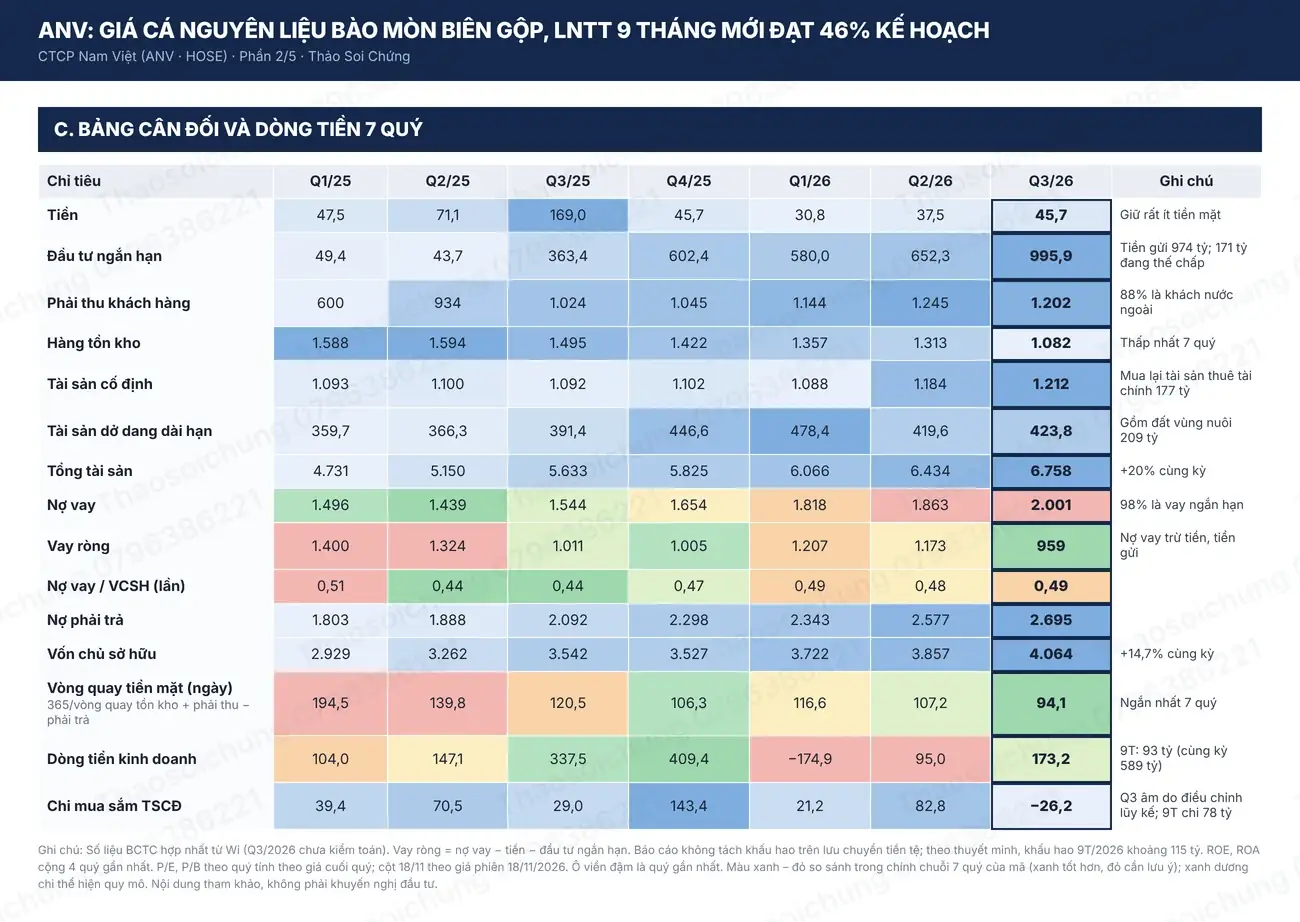 ANV: GIÁ CÁ NGUYÊN LIỆU BÀO MÒN BIÊN GỘP, LNTT 9 THÁNG MỚI ĐẠT 46% KẾ HOẠCH
CTCP Nam Việt (ANV · HOSE) · Phần 2/5 · Thảo Soi Chứng
C. BẢNG CÂN ĐỐI VÀ DÒNG TIỀN 7 QUÝ
Chỉ tiêu Q1/25 Q2/25 Q3/25 Q4/25 Q1/26 Q2/26 Q3/26 Ghi chú
Tiền 47,5 71,1 169,0 45,7 30,8 37,5 45,7 Giữ rất ít tiền mặt
Đầu tư ngắn hạn 49,4 43,7 363,4 602,4 580,0 652,3 995,9 Tiền gửi 974 tỷ; 171 tỷ
đang thế chấp
Phải thu khách hàng 600 934 1.024 1.045 1.144 1.245 1.202 88% là khách nước
ngoài
Hàng tồn kho 1.588 1.594 1.495 1.422 1.357 1.313 1.082 Thấp nhất 7 quý
Tài sản cố định 1.093 1.100 1.092 1.102 1.088 1.184 1.212 Mua lại tài sản thuê tài
chính 177 tỷ
Tài sản dở dang dài hạn 359,7 366,3 391,4 446,6 478,4 419,6 423,8 Gồm đất vùng nuôi
209 tỷ
Tổng tài sản 4.731 5.150 5.633 5.825 6.066 6.434 6.758 +20% cùng kỳ
Nợ vay 1.496 1.439 1.544 1.654 1.818 1.863 2.001 98% là vay ngắn hạn
Vay ròng 1.400 1.324 1.011 1.005 1.207 1.173 959 Nợ vay trừ tiền, tiền
gửi
Nợ vay / VCSH (lần) 0,51 0,44 0,44 0,47 0,49 0,48 0,49
Nợ phải trả 1.803 1.888 2.092 2.298 2.343 2.577 2.695
Vốn chủ sở hữu 2.929 3.262 3.542 3.527 3.722 3.857 4.064 +14,7% cùng kỳ
Vòng quay tiền mặt (ngày) 194,5 139,8 120,5 106,3 116,6 107,2 94,1 Ngắn nhất 7 quý
365/vòng quay tồn kho + phải thu −
phải trả
Dòng tiền kinh doanh 104,0 147,1 337,5 409,4 −174,9 95,0 173,2 9T: 93 tỷ (cùng kỳ
589 tỷ)
Chi mua sắm TSCĐ 39,4 70,5 29,0 143,4 21,2 82,8 −26,2 Q3 âm do điều chỉnh
lũy kế; 9T chi 78 tỷ
Ghi chú: Số liệu BCTC hợp nhất từ Wi (Q3/2026 chưa kiểm toán). Vay ròng = nợ vay − tiền − đầu tư ngắn hạn. Báo cáo không tách khấu hao trên lưu chuyển tiền tệ; theo thuyết minh, khấu hao 9T/2026 khoảng 115 tỷ. ROE, ROA
cộng 4 quý gần nhất. P/E, P/B theo quý tính theo giá cuối quý; cột 18/11 theo giá phiên 18/11/2026. Ô viền đậm là quý gần nhất. Màu xanh – đỏ so sánh trong chính chuỗi 7 quý của mã (xanh tốt hơn, đỏ cần lưu ý); xanh dương
chỉ thể hiện quy mô. Nội dung tham khảo, không phải khuyến nghị đầu tư.
Thaosoichung 0796386221